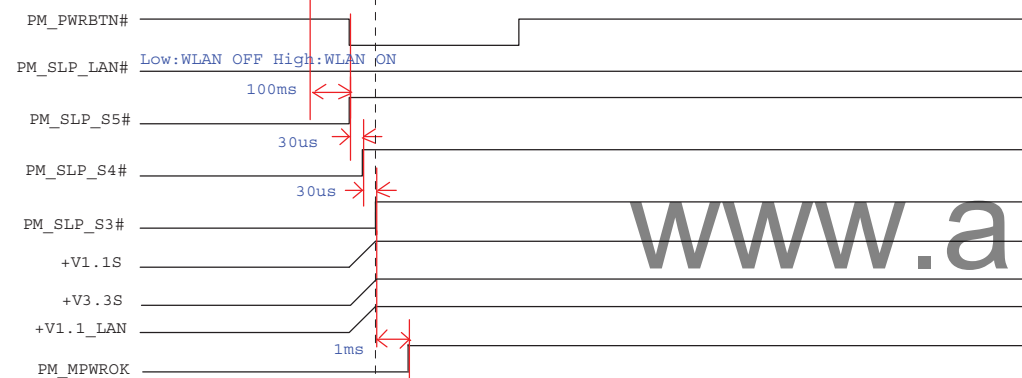 PM_PWRBTN#
Low:WLAN OFF High:WLAN ON
PM_SLP_LAN#
100ms
PM_SLP_S5#
30us
PM_SLP_S4#
30us
PM_SLP_S3#
www.a
+V1.1S
+V3.3S
+V1.1_LAN
1ms
PM_MPWROK